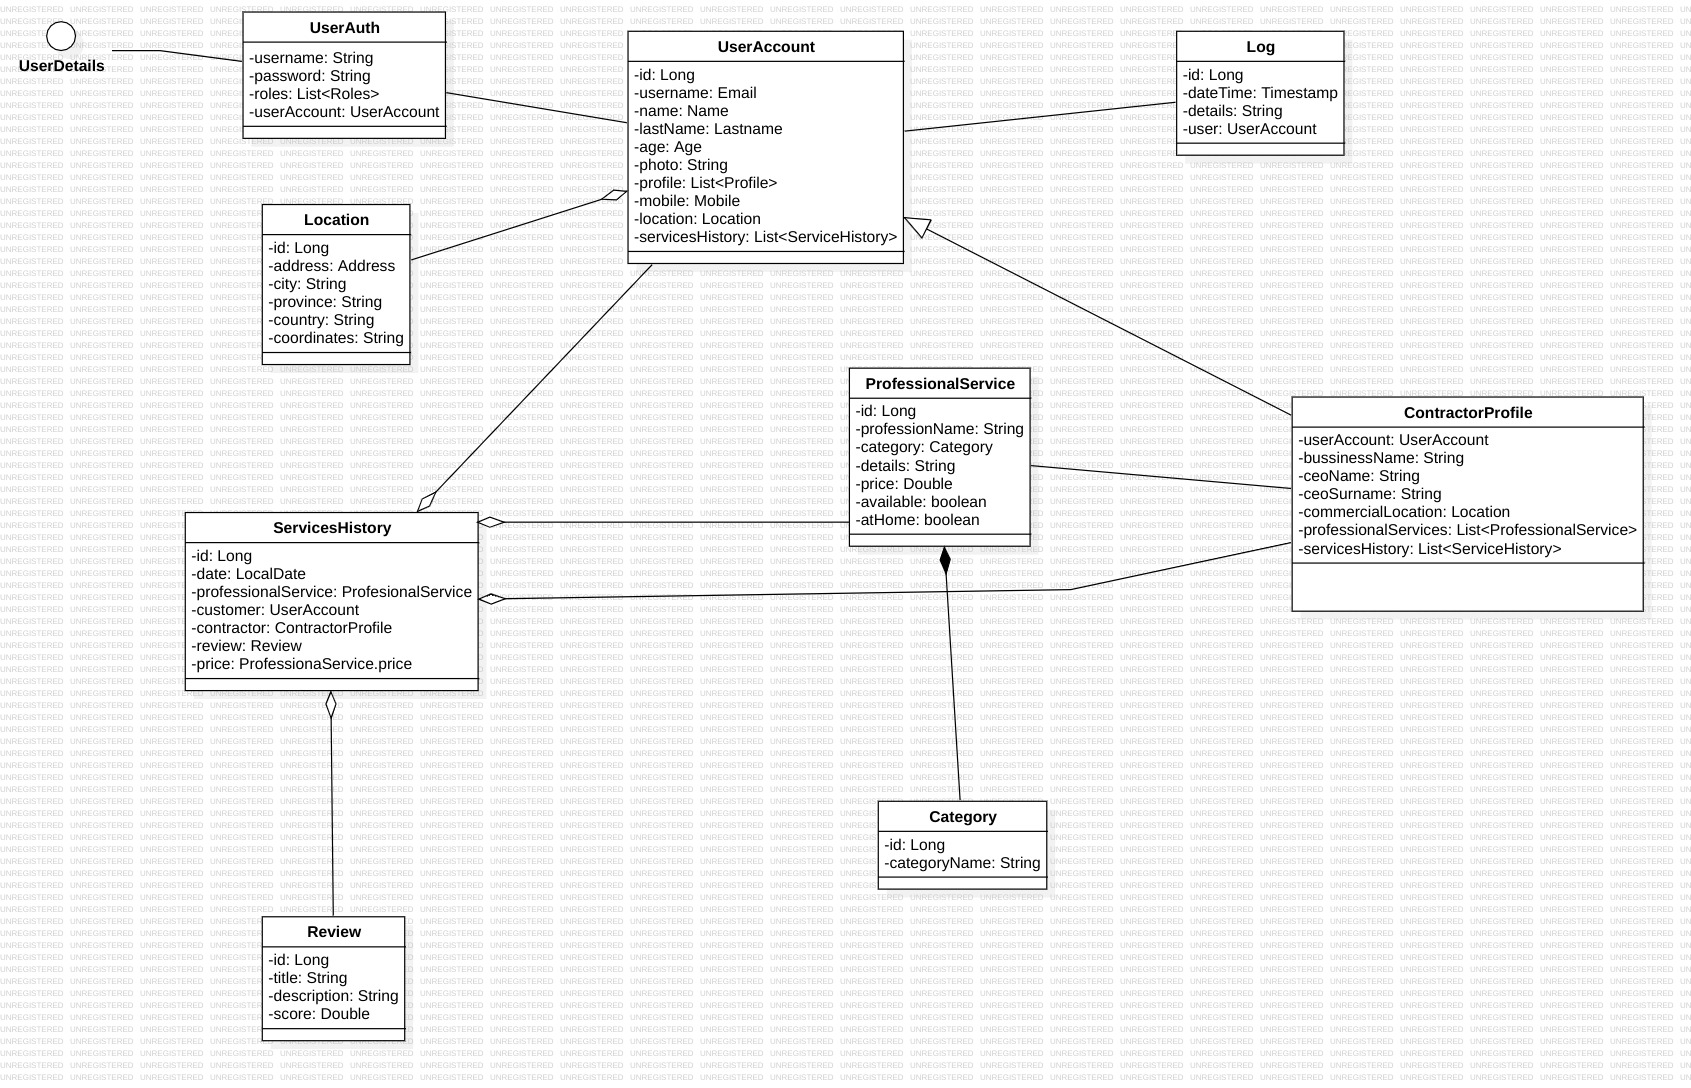 UserDetails
UserAuth
-username: String
-password: String
-roles: List<Roles>
-userAccount: UserAccount
UserAccount
-id: Long
-username: Email
-name: Name
-lastName: Lastname
-age: Age
-photo: String
-profile: List<Profile>
-mobile: Mobile
-location: Location
-servicesHistory: List<ServiceHistory>
Log
-id: Long
-dateTime: Timestamp
-details: String
-user: UserAccount
Location
-id: Long
-address: Address
-city: String
-province: String
-country: String
-coordinates: String
ProfessionalService
-id: Long
-professionName: String
-category: Category
-details: String
-price: Double
-available: boolean
-atHome: boolean
ContractorProfile
-userAccount: UserAccount
-bussinessName: String
-ceoName: String
-ceoSurname: String
-commercialLocation: Location
-professionalServices: List<ProfessionalService>
-servicesHistory: List<ServiceHistory>
ServicesHistory
-id: Long
-date: LocalDate
-professionalService: ProfesionalService
-customer: UserAccount
-contractor: ContractorProfile
-review: Review
-price: ProfessionaService.price
Category
-id: Long
-categoryName: String
Review
-id: Long
-title: String
-description: String
-score: Double
UNREGISTERED